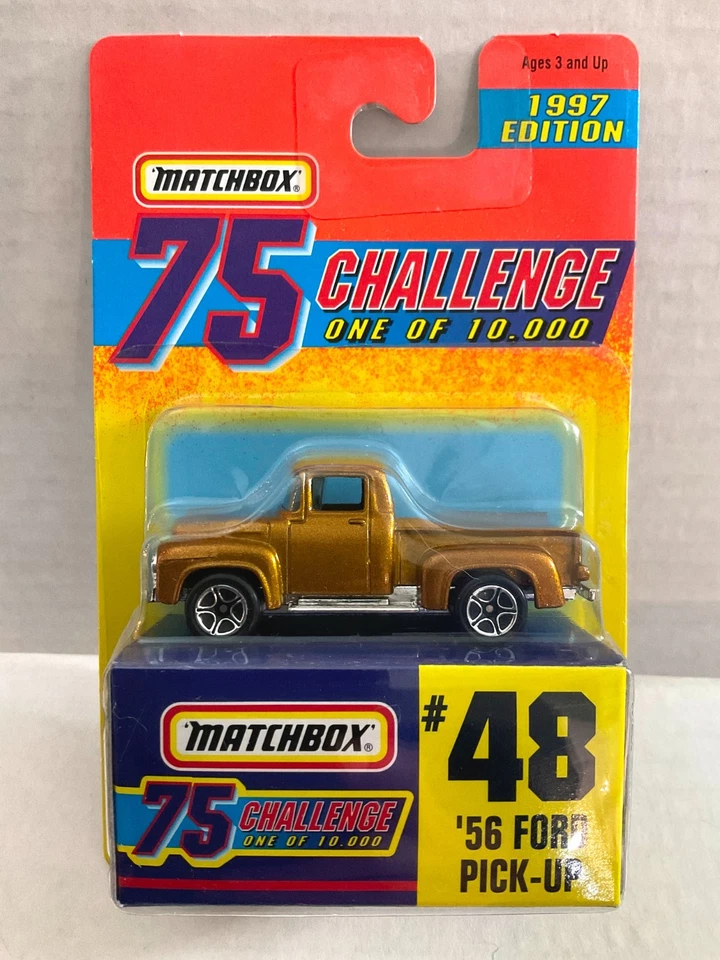 Ages 3 and Up
1997
EDITION
'MATCHBOX'®
75 CHALLENGE
ONE OF 10.000
'MATCHBOX'®
75 CHALLENGE
ONE OF 10.000
#48
'56 FORD
PICK-UP